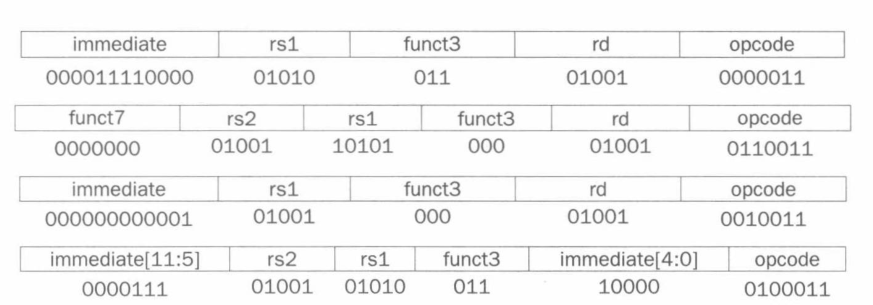 immediate rs1 funct3 rd opcode
000011110000 01010 011 01001 0000011
funct7 rs2 rs1 funct3 rd opcode
0000000 01001 10101 000 01001 0110011
immediate rs1 funct3 rd opcode
000000000001 01001 000 01001 0010011
immediate[11:5] rs2 rs1 funct3 immediate[4:0] opcode
0000111 01001 01010 011 10000 0100011